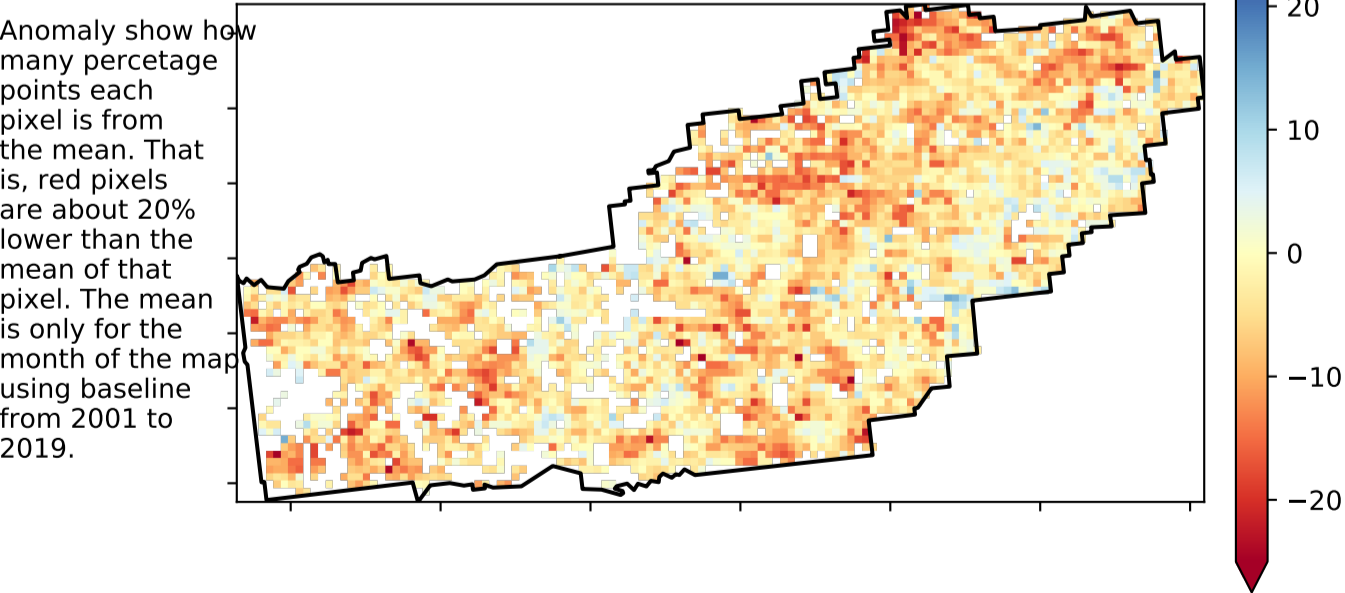 Anomaly show how
many percetage
points each
pixel is from
the mean. That
is, red pixels
are about 20%
lower than the
mean of that
pixel. The mean
is only for the
month of the map
using baseline
from 2001 to
2019.
20
10
0
−10
−20